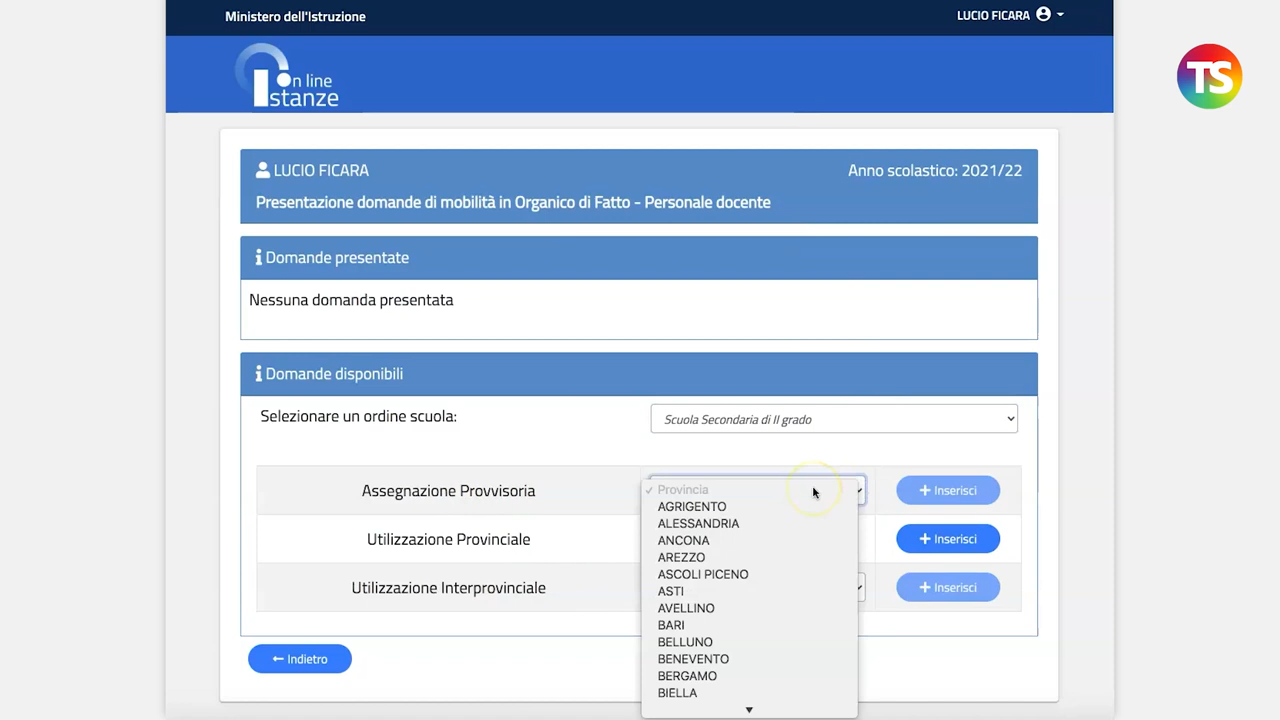 Ministero dell'Istruzione
LUCIO FICARA
TS
Istanze On line
LUCIO FICARA
Anno scolastico: 2021/22
Presentazione domande di mobilità in Organico di Fatto - Personale docente
Domande presentate
Nessuna domanda presentata
Domande disponibili
Selezionare un ordine scuola:
Scuola Secondaria di II grado
Assegnazione Provvisoria
+ Inserisci
Utilizzazione Provinciale
+ Inserisci
Utilizzazione Interprovinciale
+ Inserisci
✓ Provincia
AGRIGENTO
ALESSANDRIA
ANCONA
AREZZO
ASCOLI PICENO
ASTI
AVELLINO
BARI
BELLUNO
BENEVENTO
BERGAMO
BIELLA
← Indietro